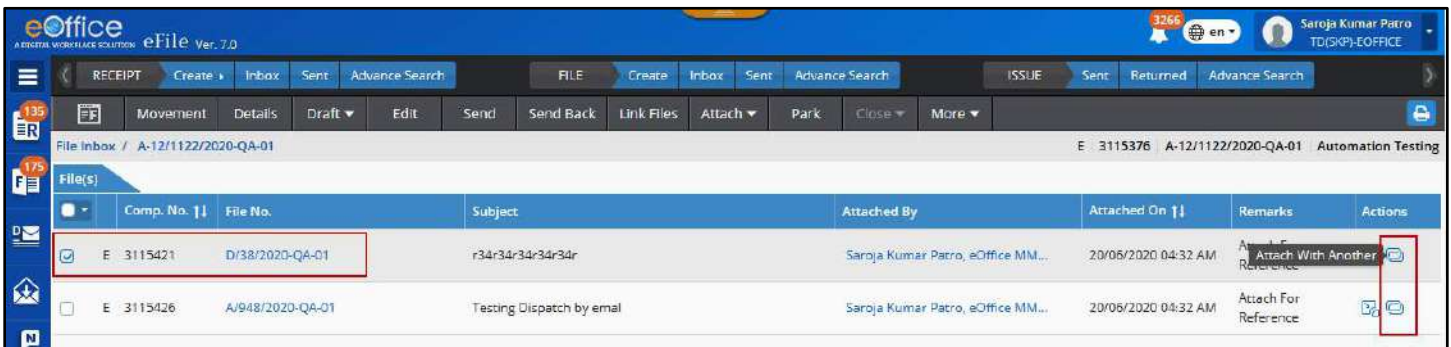 eOffice
A DIGITAL WORKPLACE SOLUTION eFile Ver. 7.0
3266
en
Saroja Kumar Patro
TD(SKP)-EOFFICE
RECEIPT Create Inbox Sent Advance Search FILE Create Inbox Sent Advance Search ISSUE Sent Returned Advance Search
135
R
Movement Details Draft Edit Send Send Back Link Files Attach Park Close More
File Inbox / A-12/1122/2020-QA-01 E 3115376 A-12/1122/2020-QA-01 Automation Testing
175
F
File(s)
Comp. No. File No. Subject Attached By Attached On Remarks Actions
D
E 3115421 D/38/2020-QA-01 r34r34r34r34r34r Saroja Kumar Patro, eOffice MM... 20/06/2020 04:32 AM
Attach With Another
E 3115426 A/948/2020-QA-01 Testing Dispatch by emal Saroja Kumar Patro, eOffice MM... 20/06/2020 04:32 AM Attach For
Reference
N